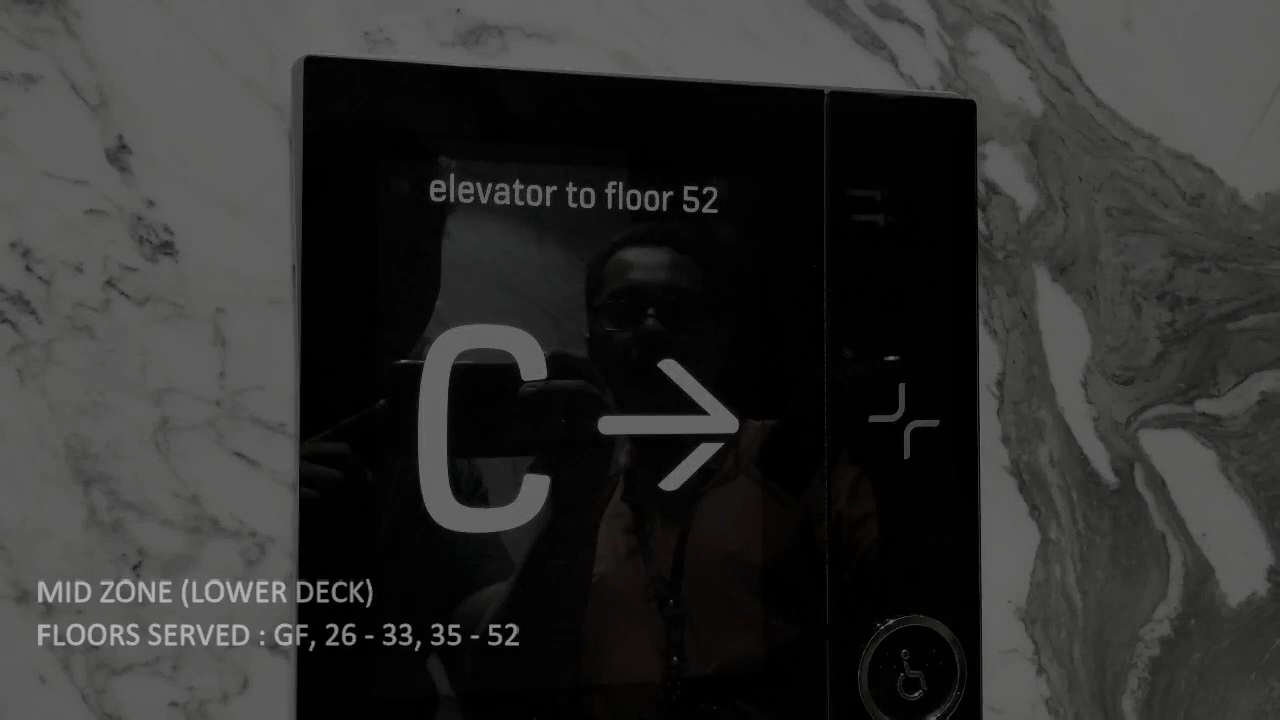 elevator to floor 52
C→
MID ZONE (LOWER DECK)
FLOORS SERVED : GF, 26 - 33, 35 - 52